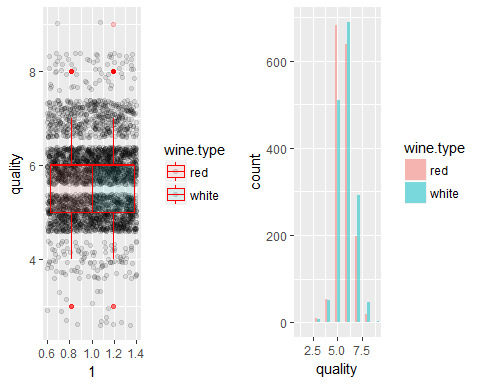 quality
8
6
4
0.6 0.8 1.0 1.2 1.4
1
wine.type
red
white
count
600
400
200
0
2.5 5.0 7.5
quality
wine.type
red
white